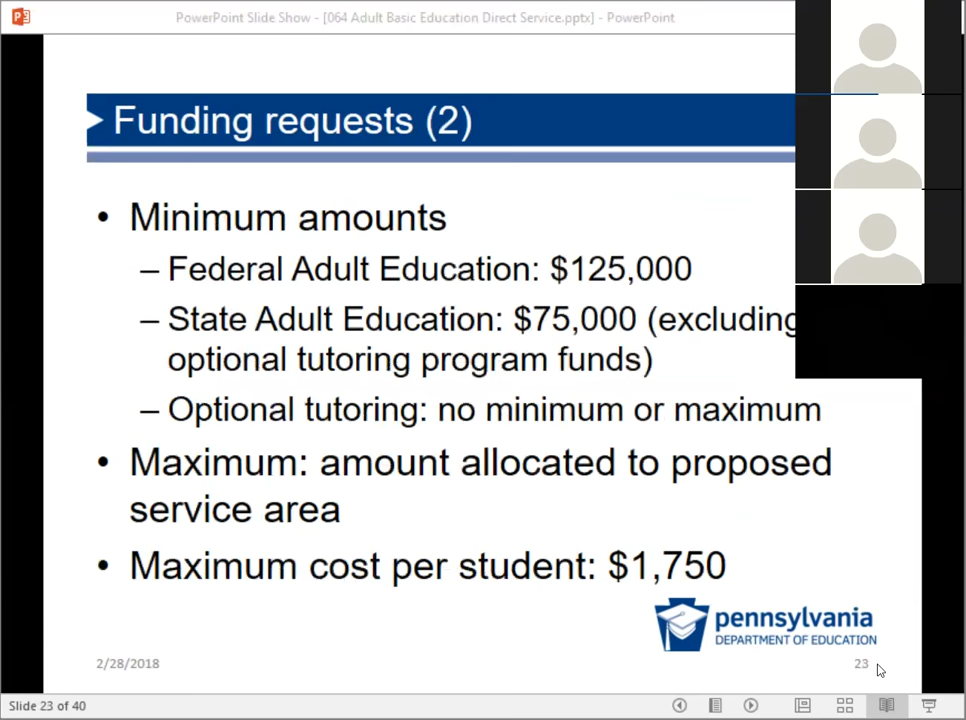 PowerPoint Slide Show - [064 Adult Basic Education Direct Service.pptx] - PowerPoint
Funding requests (2)
• Minimum amounts
– Federal Adult Education: $125,000
– State Adult Education: $75,000 (excluding
optional tutoring program funds)
– Optional tutoring: no minimum or maximum
• Maximum: amount allocated to proposed
service area
• Maximum cost per student: $1,750
pennsylvania
DEPARTMENT OF EDUCATION
2/28/2018
23
Slide 23 of 40